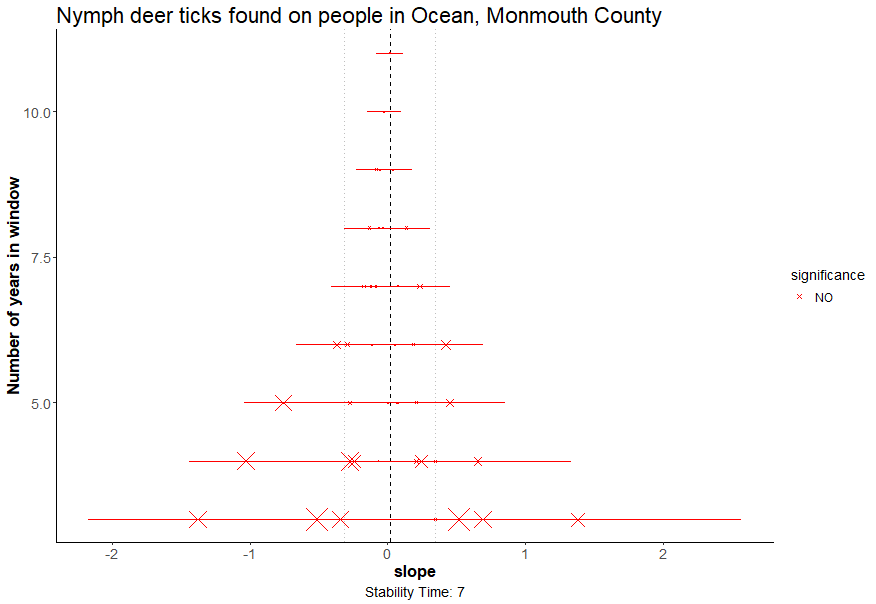 Nymph deer ticks found on people in Ocean, Monmouth County
Number of years in window
10.0
7.5
5.0
-2
-1
0
1
2
slope
Stability Time: 7
significance
NO